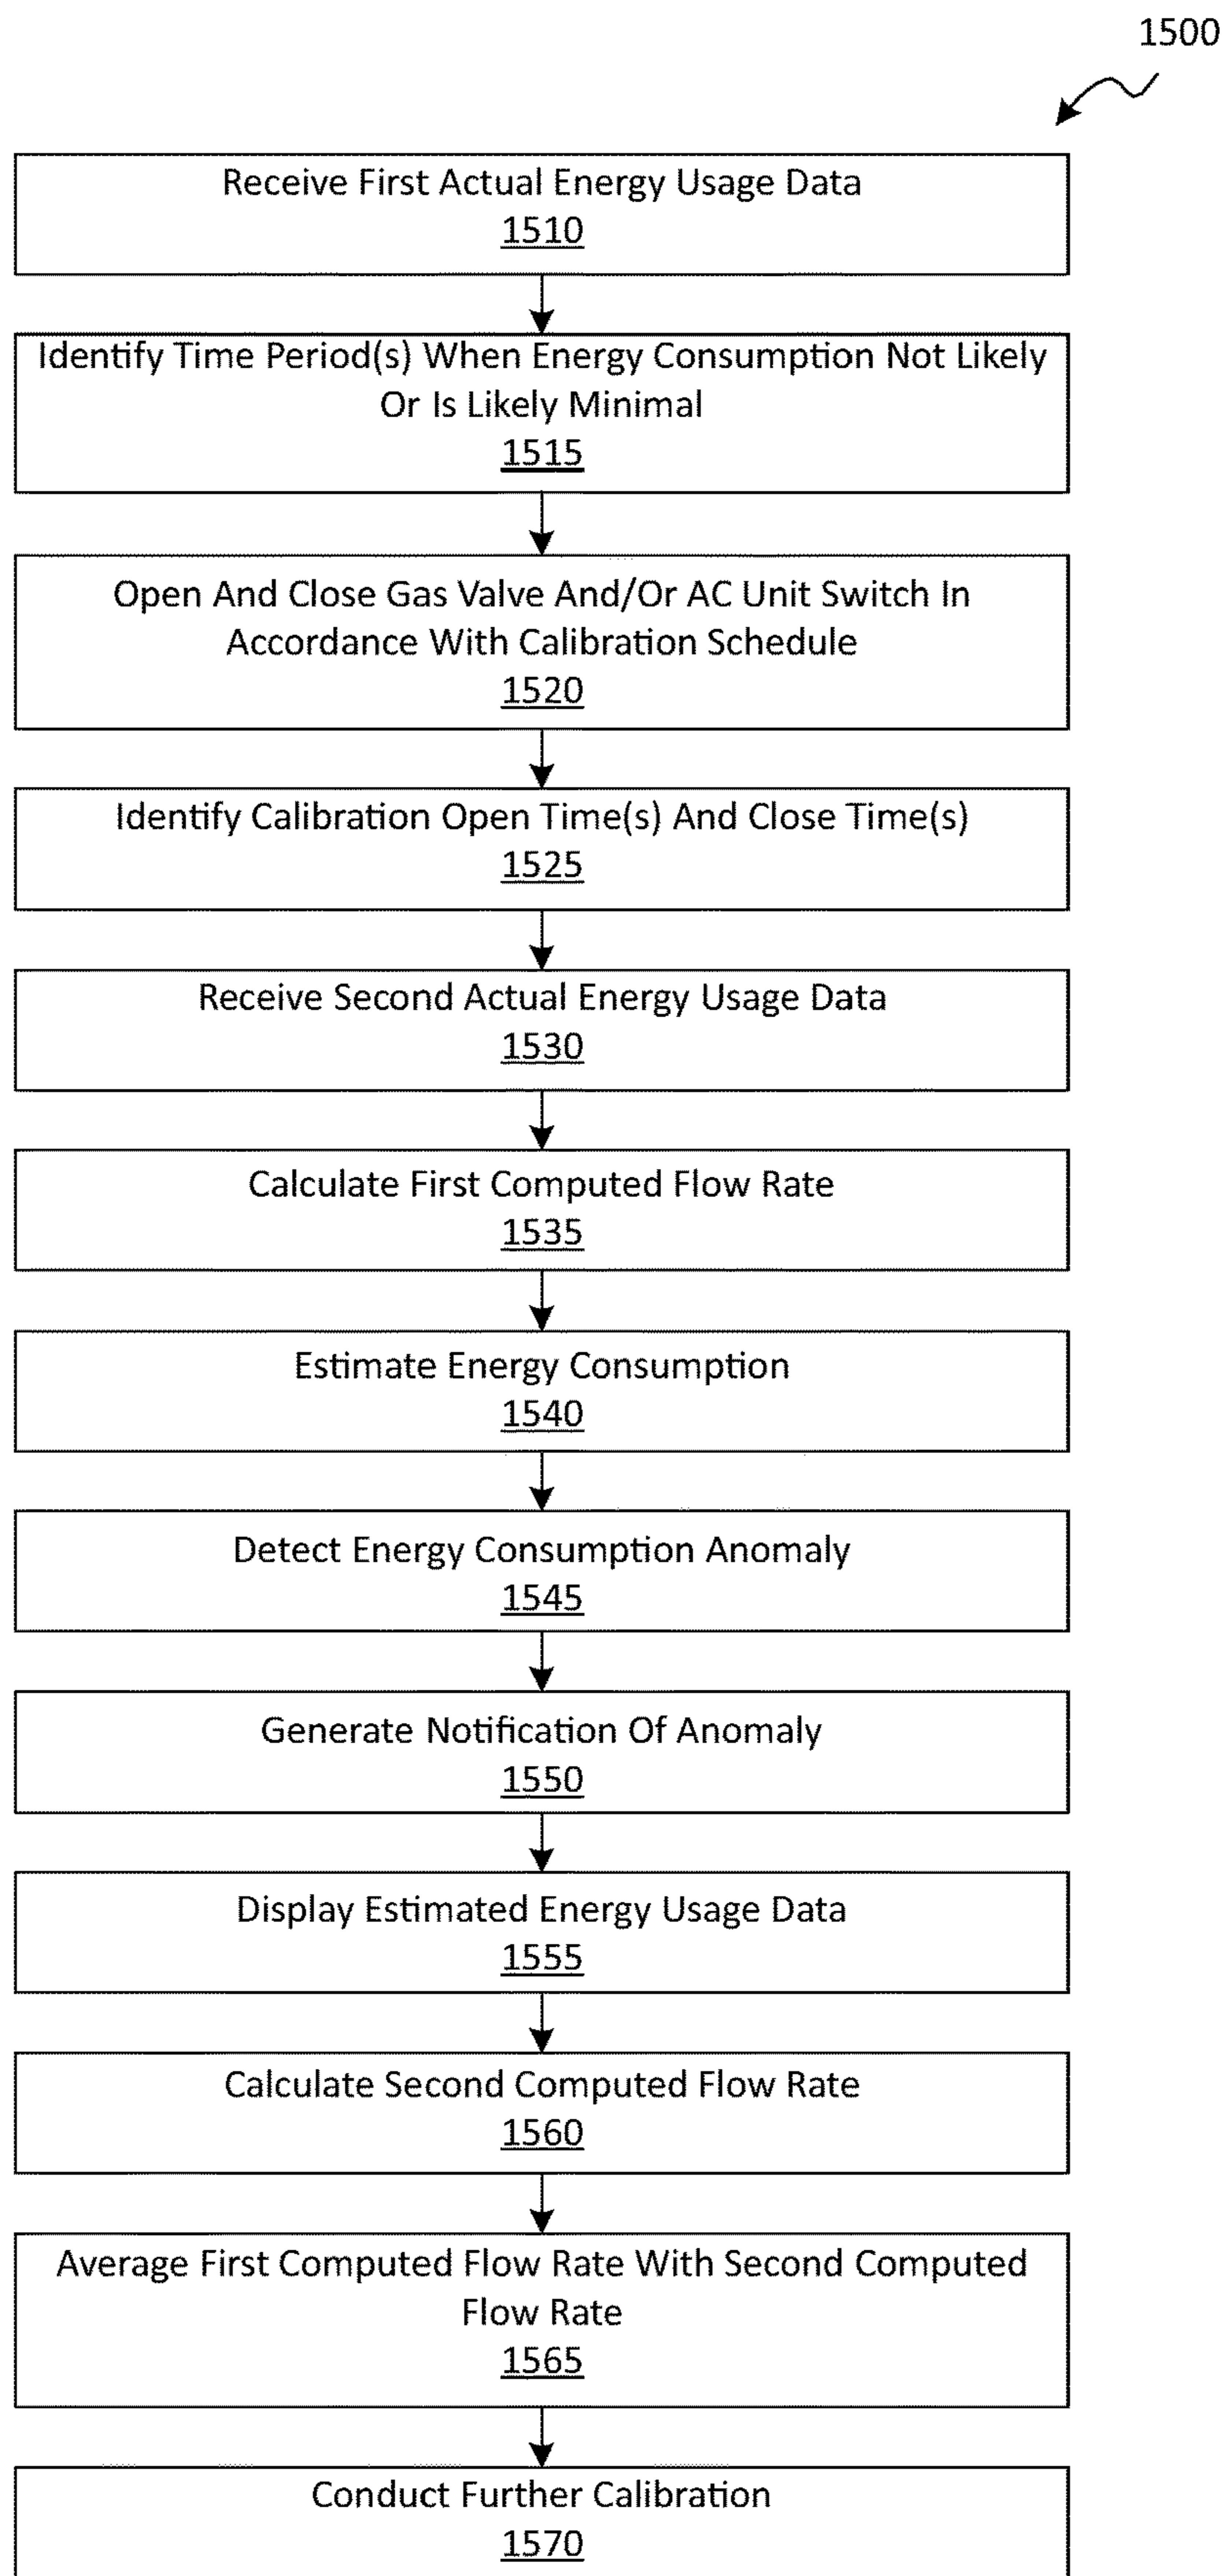 1500
Receive First Actual Energy Usage Data
1510
Identify Time Period(s) When Energy Consumption Not Likely
Or Is Likely Minimal
1515
Open And Close Gas Valve And/Or AC Unit Switch In
Accordance With Calibration Schedule
1520
Identify Calibration Open Time(s) And Close Time(s)
1525
Receive Second Actual Energy Usage Data
1530
Calculate First Computed Flow Rate
1535
Estimate Energy Consumption
1540
Detect Energy Consumption Anomaly
1545
Generate Notification Of Anomaly
1550
Display Estimated Energy Usage Data
1555
Calculate Second Computed Flow Rate
1560
Average First Computed Flow Rate With Second Computed
Flow Rate
1565
Conduct Further Calibration
1570